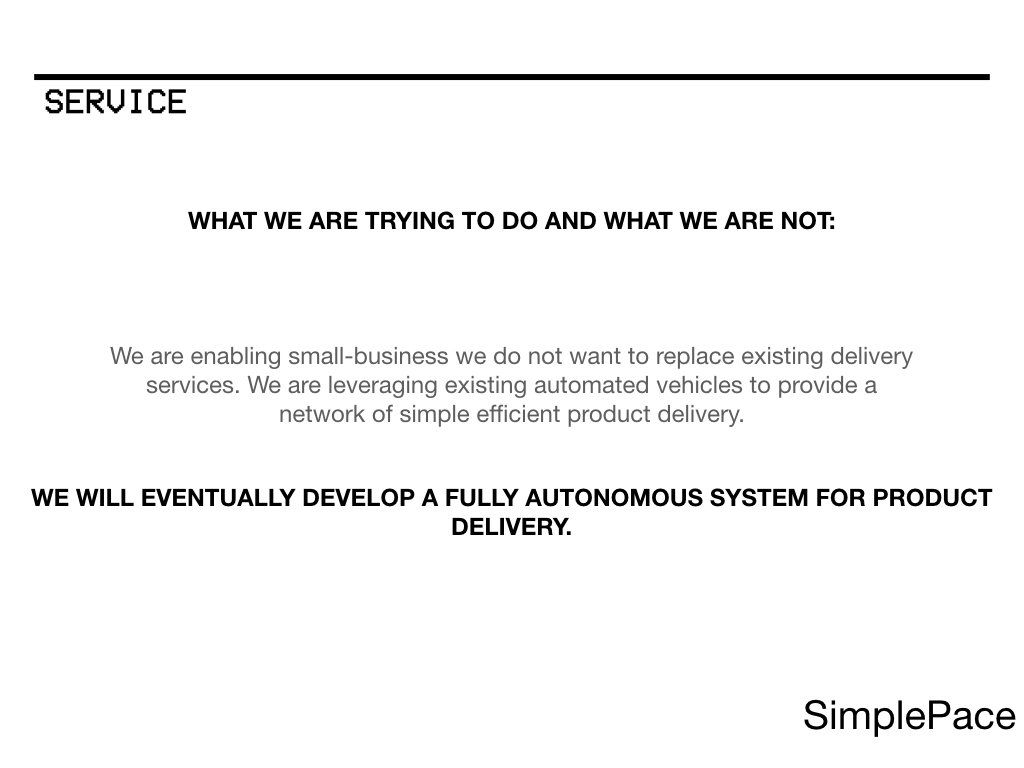 SERVICE
WHAT WE ARE TRYING TO DO AND WHAT WE ARE NOT:
We are enabling small-business we do not want to replace existing delivery
services. We are leveraging existing automated vehicles to provide a
network of simple efficient product delivery.
WE WILL EVENTUALLY DEVELOP A FULLY AUTONOMOUS SYSTEM FOR PRODUCT
DELIVERY.
SimplePace